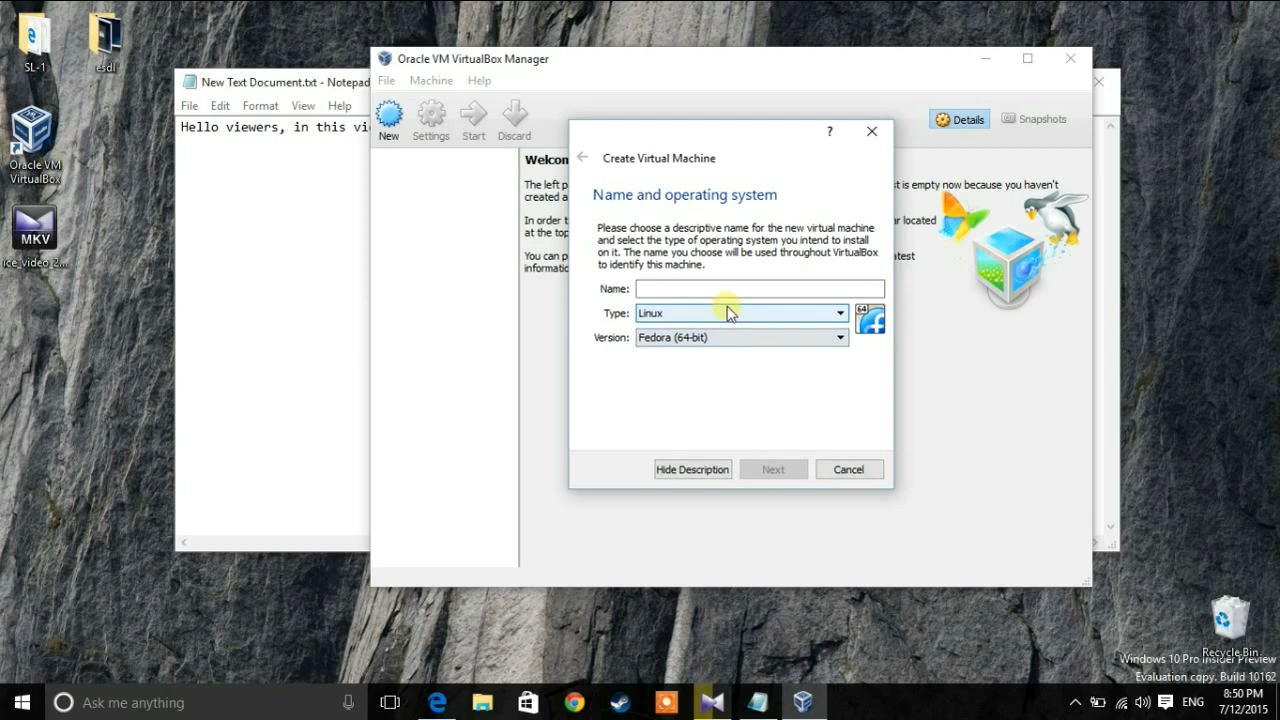 SL-1
esdl
Oracle VM
VirtualBox
MKV
ice_video_2...
New Text Document.txt - Notepad
File Edit Format View Help
Hello viewers, in this vi
Oracle VM VirtualBox Manager
File Machine Help
New Settings Start Discard
Details Snapshots
Welcom
The left p
created a
In order t
at the top
You can p
informatio
st is empty now because you haven't
ar located
atest
?
Create Virtual Machine
Name and operating system
Please choose a descriptive name for the new virtual machine
and select the type of operating system you intend to install
on it. The name you choose will be used throughout VirtualBox
to identify this machine.
Name:
Type: Linux
64
Version: Fedora (64-bit)
Hide Description Next Cancel
Recycle Bin
Windows 10 Pro Insider Preview
Evaluation copy. Build 10162
Ask me anything
ENG
8:50 PM
7/12/2015